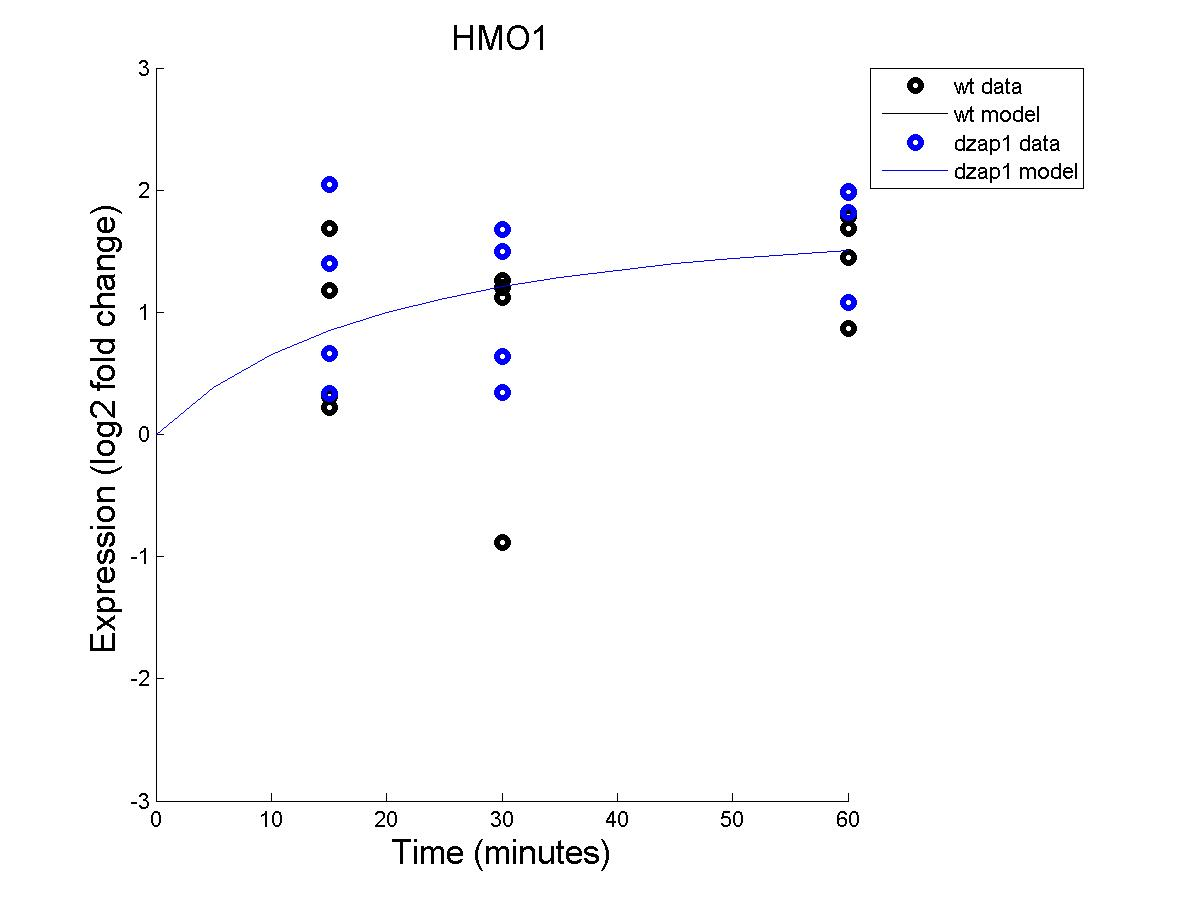 HMO1
wt data
wt model
dzap1 data
dzap1 model
Expression (log2 fold change)
3
2
1
0
-1
-2
-3
0 10 20 30 40 50 60
Time (minutes)